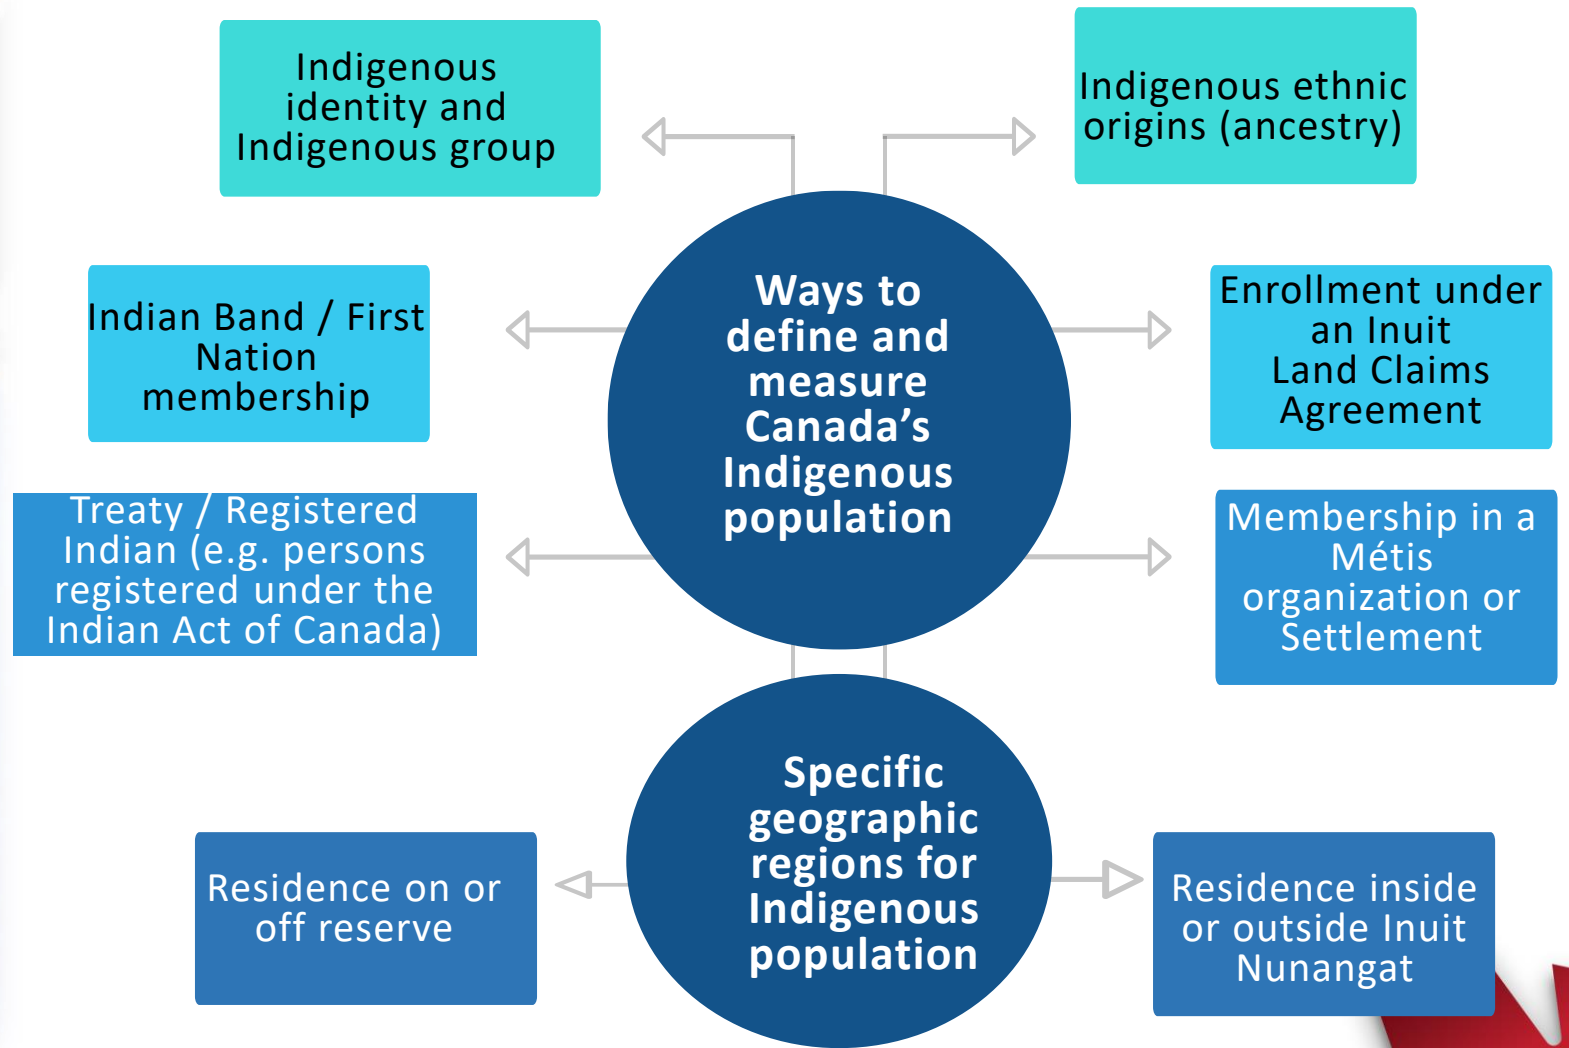 Indigenous
identity and
Indigenous group
Indigenous ethnic
origins (ancestry)
Ways to
define and
measure
Canada’s
Indigenous
population
Indian Band / First
Nation
membership
Enrollment under
an Inuit
Land Claims
Agreement
Treaty / Registered
Indian (e.g. persons
registered under the
Indian Act of Canada)
Membership in a
Métis
organization or
Settlement
Specific
geographic
regions for
Indigenous
population
Residence on or
off reserve
Residence inside
or outside Inuit
Nunangat